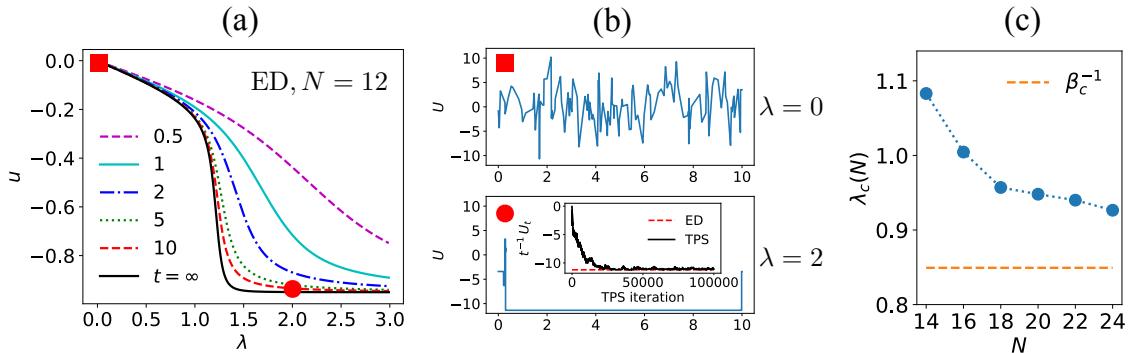 (a)
ED, N = 12
0.0
−0.2
−0.4
−0.6
−0.8
u
0.5
1
2
5
10
t = ∞
0.0 0.5 1.0 1.5 2.0 2.5 3.0
λ
(b)
10
5
0
−5
−10
U
0 2 4 6 8 10
λ = 0
10
5
0
−5
−10
U
0 2 4 6 8 10
λ = 2
0
−5
−10
t⁻¹Uₜ
ED
TPS
0 50000 100000
TPS iteration
(c)
1.1
1.0
0.9
0.8
λ_c(N)
β_c⁻¹
14 16 18 20 22 24
N